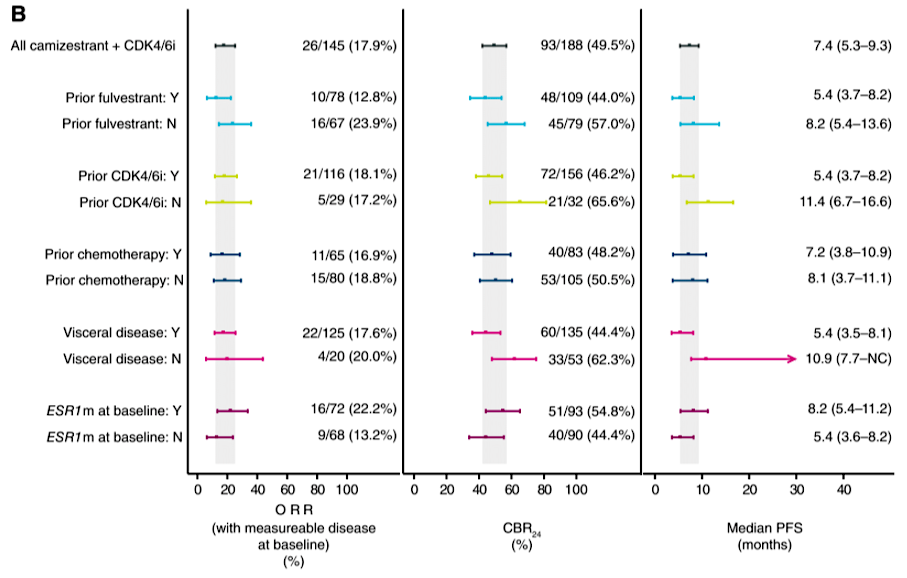 B
All camizestrant + CDK4/6i 26/145 (17.9%) 93/188 (49.5%) 7.4 (5.3–9.3)
Prior fulvestrant: Y 10/78 (12.8%) 48/109 (44.0%) 5.4 (3.7–8.2)
Prior fulvestrant: N 16/67 (23.9%) 45/79 (57.0%) 8.2 (5.4–13.6)
Prior CDK4/6i: Y 21/116 (18.1%) 72/156 (46.2%) 5.4 (3.7–8.2)
Prior CDK4/6i: N 5/29 (17.2%) 21/32 (65.6%) 11.4 (6.7–16.6)
Prior chemotherapy: Y 11/65 (16.9%) 40/83 (48.2%) 7.2 (3.8–10.9)
Prior chemotherapy: N 15/80 (18.8%) 53/105 (50.5%) 8.1 (3.7–11.1)
Visceral disease: Y 22/125 (17.6%) 60/135 (44.4%) 5.4 (3.5–8.1)
Visceral disease: N 4/20 (20.0%) 33/53 (62.3%) 10.9 (7.7–NC)
ESR1m at baseline: Y 16/72 (22.2%) 51/93 (54.8%) 8.2 (5.4–11.2)
ESR1m at baseline: N 9/68 (13.2%) 40/90 (44.4%) 5.4 (3.6–8.2)
0 20 40 60 80 100 0 20 40 60 80 100 0 10 20 30 40
O R R
(with measureable disease
at baseline)
(%)
CBR24
(%)
Median PFS
(months)